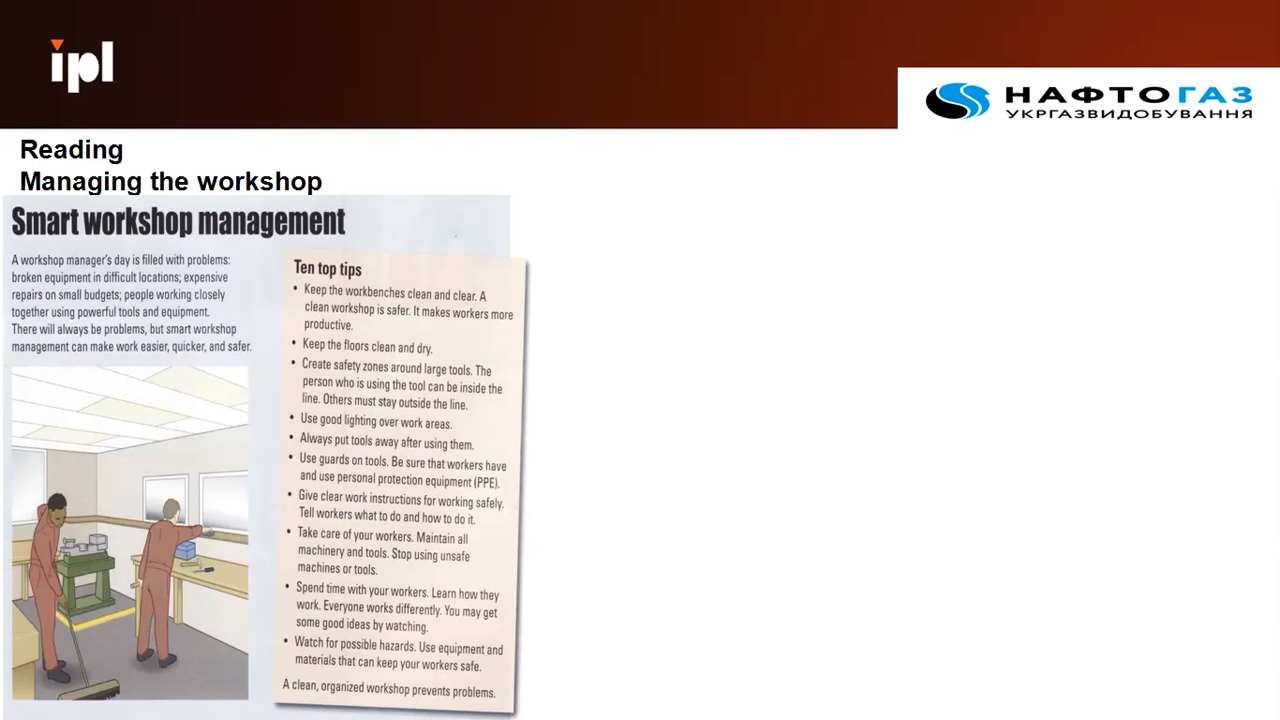 ipl
НАФТОГАЗ
УКРГАЗВИДОБУВАННЯ
Reading
Managing the workshop
Smart workshop management
A workshop manager's day is filled with problems:
broken equipment in difficult locations; expensive
repairs on small budgets; people working closely
together using powerful tools and equipment.
There will always be problems, but smart workshop
management can make work easier, quicker, and safer.
Ten top tips
• Keep the workbenches clean and clear. A
clean workshop is safer. It makes workers more
productive.
• Keep the floors clean and dry.
• Create safety zones around large tools. The
person who is using the tool can be inside the
line. Others must stay outside the line.
• Use good lighting over work areas.
• Always put tools away after using them.
• Use guards on tools. Be sure that workers have
and use personal protection equipment (PPE).
• Give clear work instructions for working safely.
Tell workers what to do and how to do it.
• Take care of your workers. Maintain all
machinery and tools. Stop using unsafe
machines or tools.
• Spend time with your workers. Learn how they
work. Everyone works differently. You may get
some good ideas by watching.
• Watch for possible hazards. Use equipment and
materials that can keep your workers safe.
A clean, organized workshop prevents problems.